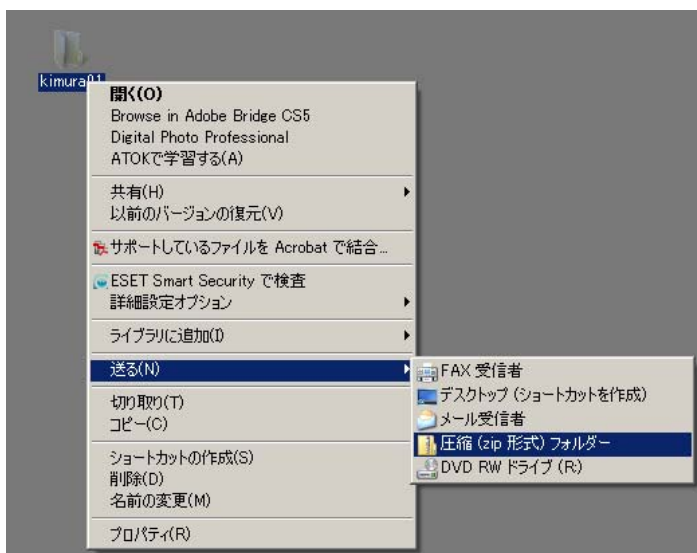 kimura01
開く(O)
Browse in Adobe Bridge CS5
Digital Photo Professional
ATOKで学習する(A)
共有(H)
以前のバージョンの復元(V)
サポートしているファイルを Acrobat で結合...
ESET Smart Security で検査
詳細設定オプション
ライブラリに追加(I)
送る(N)
切り取り(T)
コピー(C)
ショートカットの作成(S)
削除(D)
名前の変更(M)
プロパティ(R)
FAX 受信者
デスクトップ (ショートカットを作成)
メール受信者
圧縮 (zip 形式) フォルダー
DVD RW ドライブ (R:)